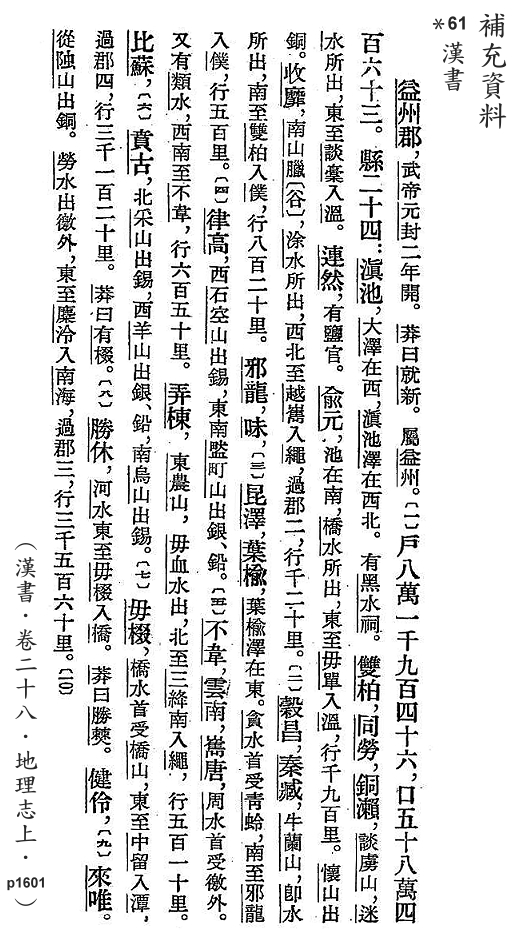 補充資料
*61 漢書
益州郡，武帝元封二年開。莽曰就新。屬益州。〔一〕戶八萬一千九百四十六，口五十八萬四
百六十三。縣二十四：滇池，大澤在西，滇池澤在西北。有黑水祠。雙柏，同勞，銅瀨，談虜山，迷
水所出，東至談稾入溫。連然，有鹽官。俞元，池在南，橋水所出，東至毋單入溫，行千九百里。懷山出
銅。收靡，南山臘〔谷〕，涂水所出，西北至越嶲入繩，過郡二，行千二十里。〔二〕穀昌，秦臧，牛蘭山，卽水
所出，南至雙柏入僕，行八百二十里。邪龍，味，〔三〕昆澤，葉榆，葉榆澤在東。貪水首受青蛉，南至邪龍
入僕，行五百里。〔四〕律高，西石空山出錫，東南盢町山出銀、鉛。〔五〕不韋，雲南，嶲唐，周水首受徼外。
又有類水，西南至不韋，行六百五十里。弄棟，東農山，毋血水出，北至三絳南入繩，行五百一十里。
比蘇，〔六〕賁古，北采山出錫，西羊山出銀、鉛，南烏山出錫。〔七〕毋棳，橋水首受橋山，東至中留入潭，
過郡四，行三千一百二十里。莽曰有棳。〔八〕勝休，河水東至毋棳入橋。莽曰勝僰。健伶，〔九〕來唯。
從䧑山出銅。勞水出徼外，東至麋泠入南海，過郡三，行三千五百六十里。〔一0〕
（漢書．卷二十八．地理志上．p1601）